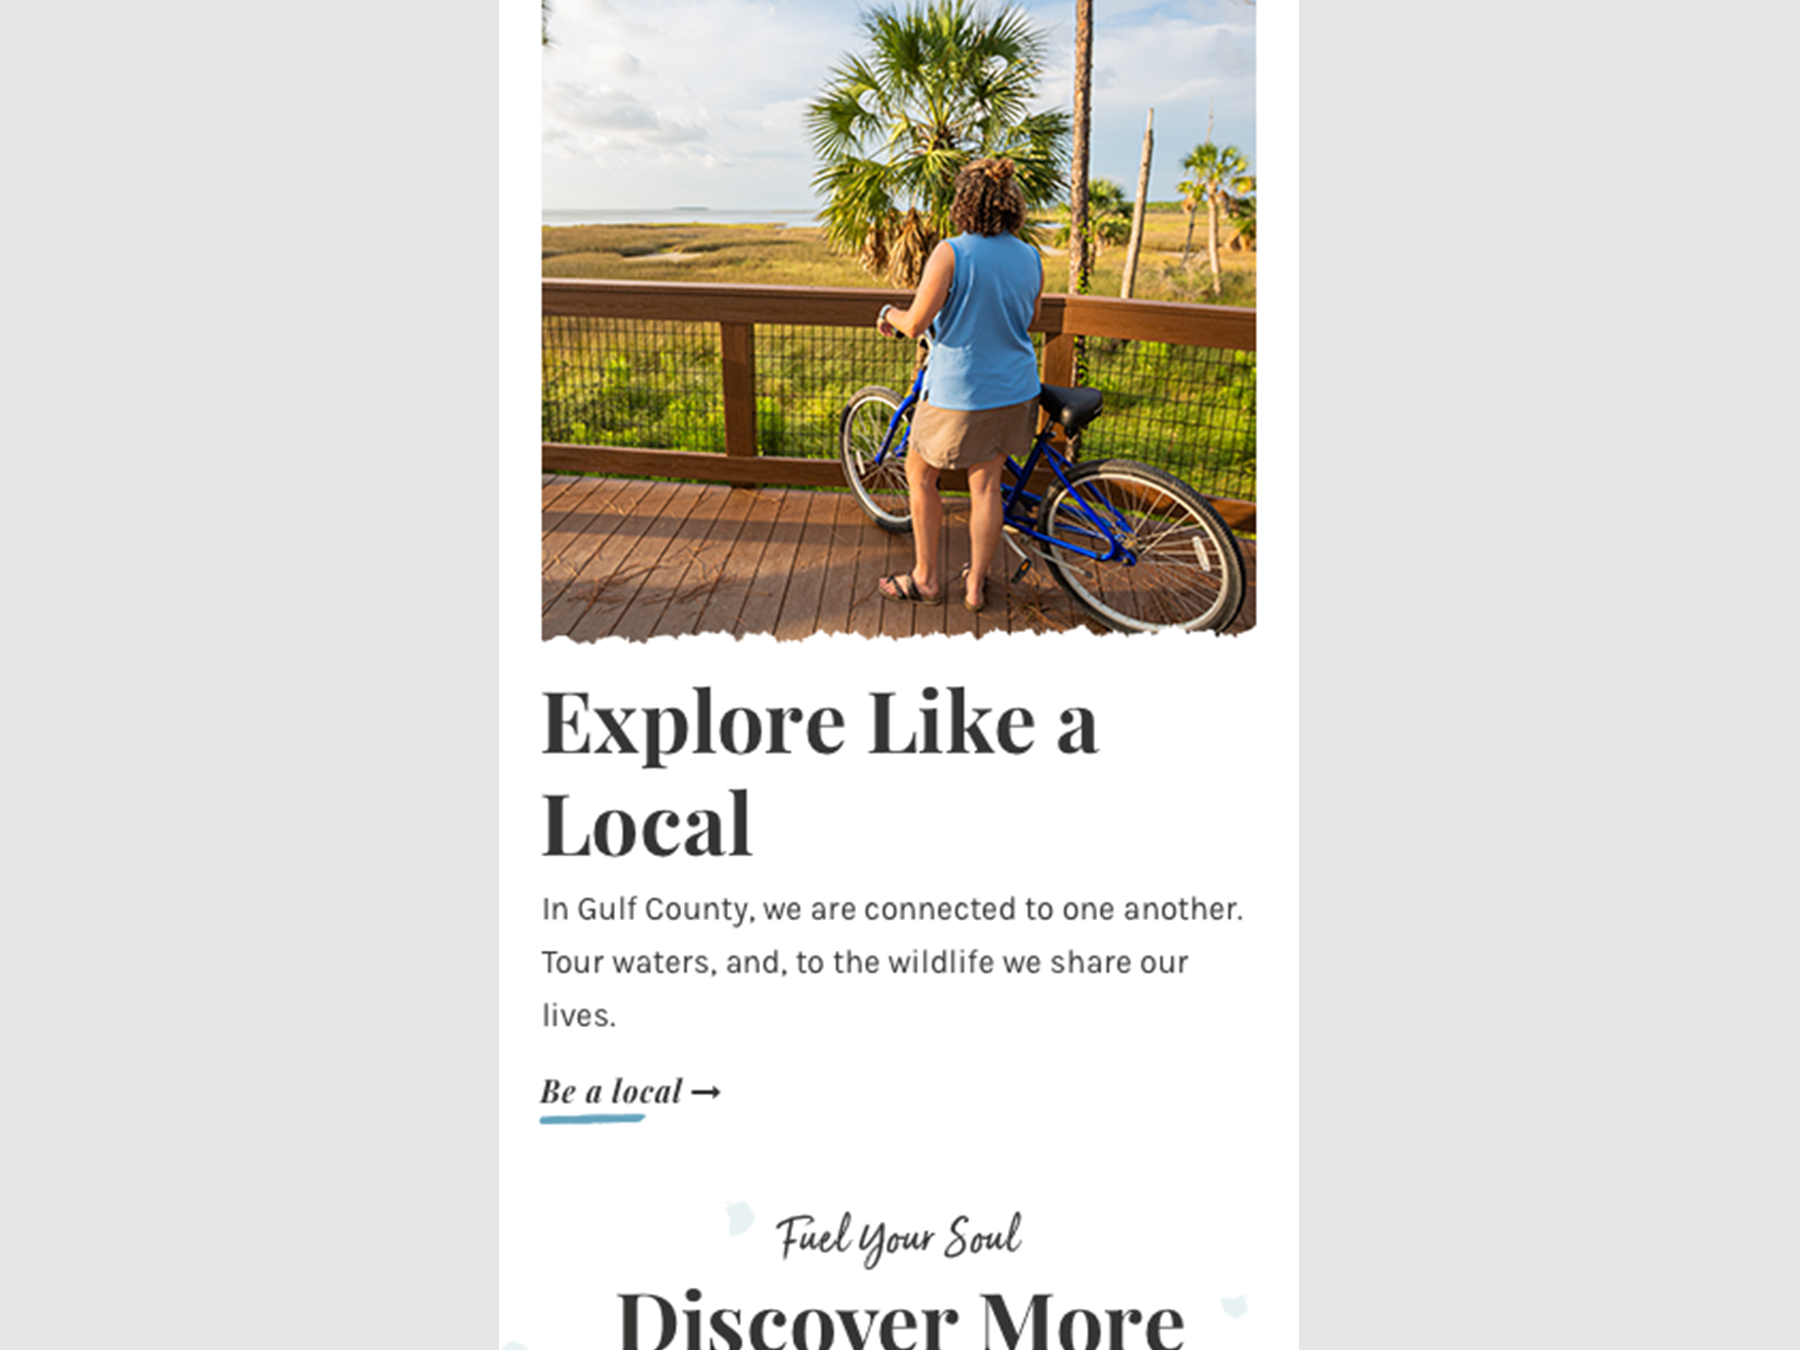 Explore Like a
Local
In Gulf County, we are connected to one another.
Tour waters, and, to the wildlife we share our
lives.
Be a local →
Fuel Your Soul
Discover More